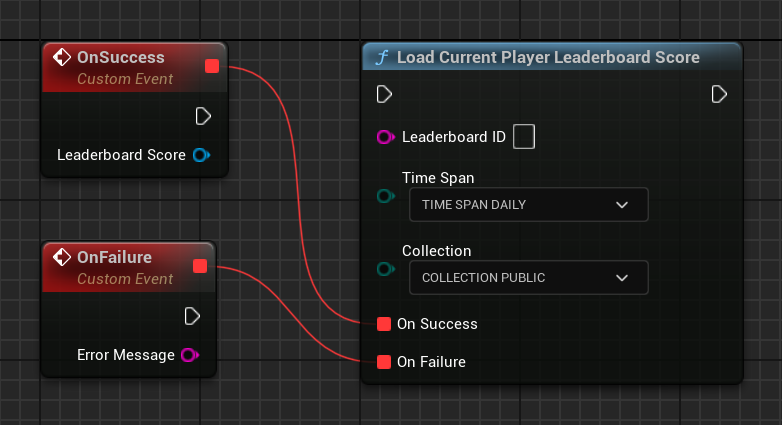 OnSuccess
Custom Event
Leaderboard Score
OnFailure
Custom Event
Error Message
f Load Current Player Leaderboard Score
Leaderboard ID
Time Span
TIME SPAN DAILY
Collection
COLLECTION PUBLIC
On Success
On Failure